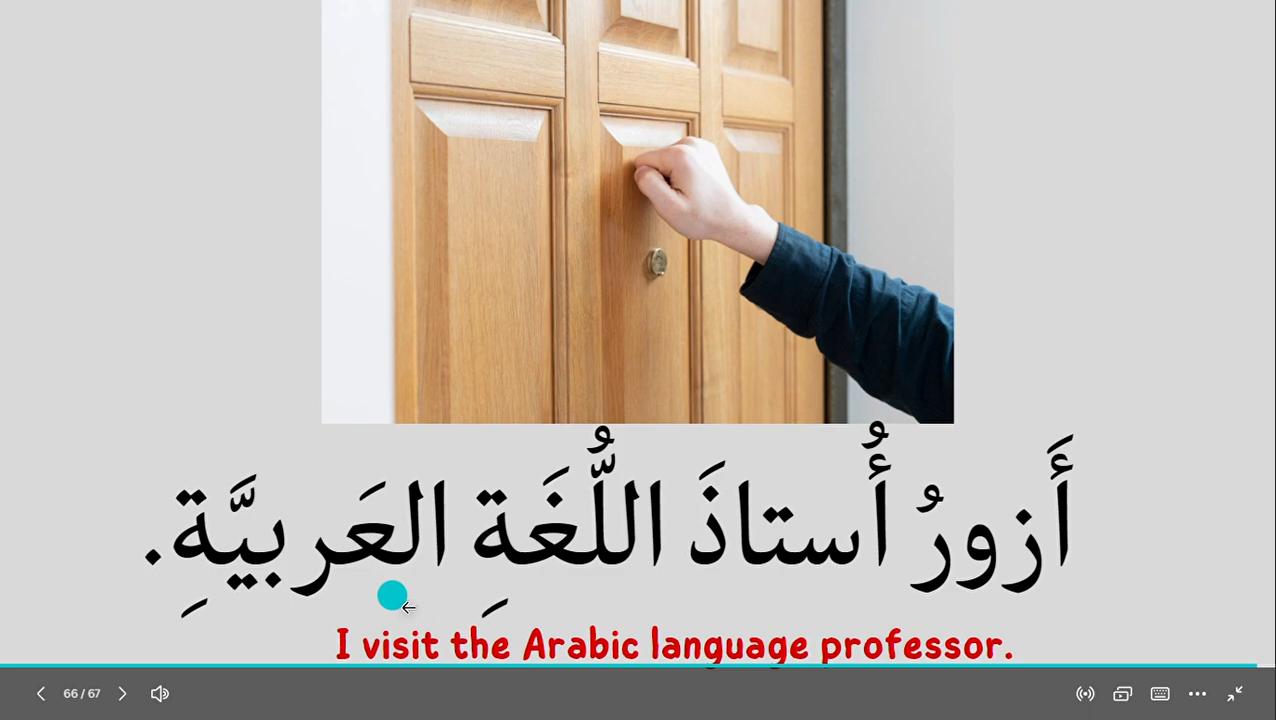 أَزورُ أُستاذَ اللُّغَةِ العَربيَّةِ.
I visit the Arabic language professor.
66 / 67